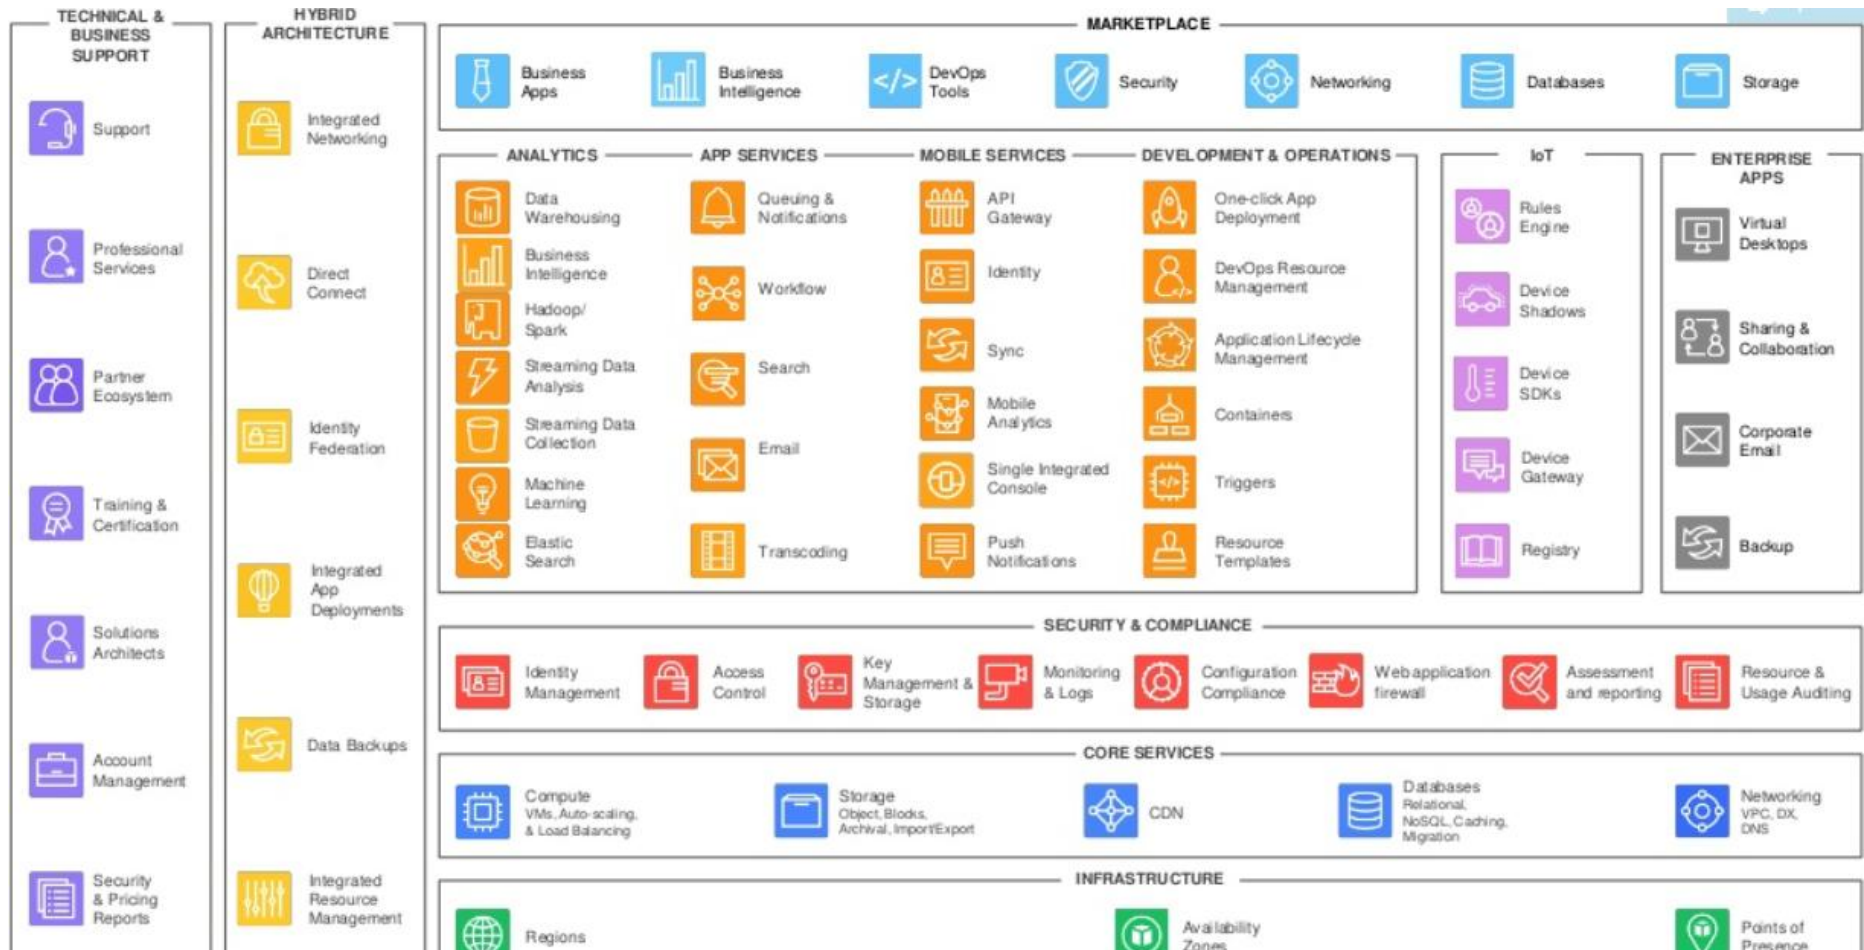 TECHNICAL &
BUSINESS
SUPPORT
Support
Professional
Services
Partner
Ecosystem
Training &
Certification
Solutions
Architects
Account
Management
Security
& Pricing
Reports
HYBRID
ARCHITECTURE
Integrated
Networking
Direct
Connect
Identity
Federation
Integrated
App
Deployments
Data Backups
Integrated
Resource
Management
MARKETPLACE
Business
Apps
Business
Intelligence
DevOps
Tools
Security
Networking
Databases
Storage
ANALYTICS
Data
Warehousing
Business
Intelligence
Hadoop/
Spark
Streaming Data
Analysis
Streaming Data
Collection
Machine
Learning
Elastic
Search
APP SERVICES
Queuing &
Notifications
Workflow
Search
Email
Transcoding
MOBILE SERVICES
API
Gateway
Identity
Sync
Mobile
Analytics
Single Integrated
Console
Push
Notifications
DEVELOPMENT & OPERATIONS
One-click App
Deployment
DevOps Resource
Management
Application Lifecycle
Management
Containers
Triggers
Resource
Templates
IoT
Rules
Engine
Device
Shadows
Device
SDKs
Device
Gateway
Registry
ENTERPRISE
APPS
Virtual
Desktops
Sharing &
Collaboration
Corporate
Email
Backup
SECURITY & COMPLIANCE
Identity
Management
Access
Control
Key
Management &
Storage
Monitoring
& Logs
Configuration
Compliance
Web application
firewall
Assessment
and reporting
Resource &
Usage Auditing
CORE SERVICES
Compute
VMs, Auto-scaling,
& Load Balancing
Storage
Object, Blocks,
Archival, Import/Export
CDN
Databases
Relational,
NoSQL, Caching,
Migration
Networking
VPC, DX,
DNS
INFRASTRUCTURE
Regions
Availability
Zones
Points of
Presence